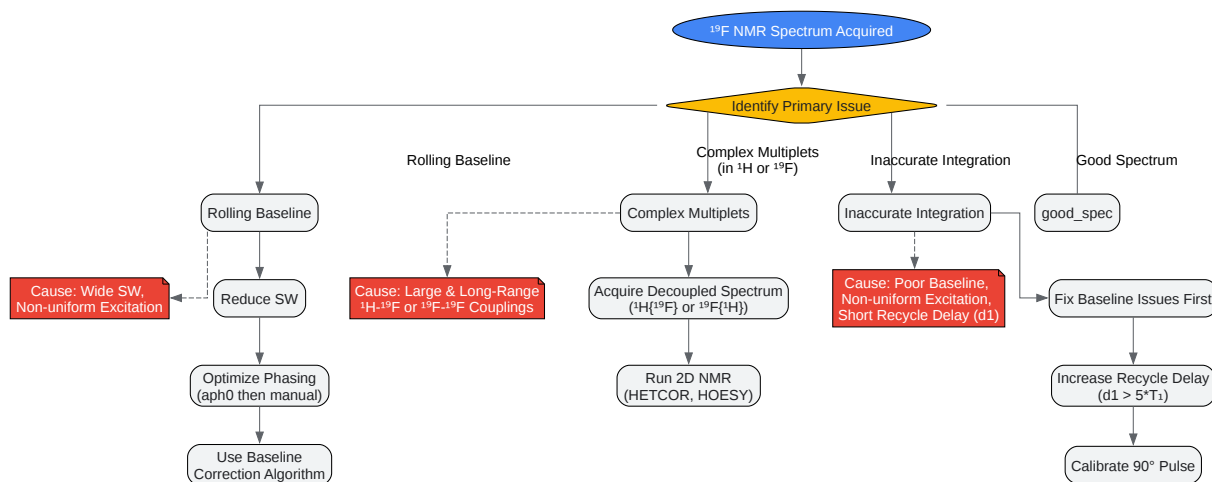 ¹⁹F NMR Spectrum Acquired
Identify Primary Issue
Rolling Baseline
Complex Multiplets
(in ¹H or ¹⁹F)
Inaccurate Integration
Good Spectrum
Rolling Baseline
Complex Multiplets
Inaccurate Integration
good_spec
Cause: Wide SW,
Non-uniform Excitation
Reduce SW
Cause: Large & Long-Range
¹H-¹⁹F or ¹⁹F-¹⁹F Couplings
Acquire Decoupled Spectrum
(¹H{¹⁹F} or ¹⁹F{¹H})
Cause: Poor Baseline,
Non-uniform Excitation,
Short Recycle Delay (d1)
Fix Baseline Issues First
Optimize Phasing
(aph0 then manual)
Run 2D NMR
(HETCOR, HOESY)
Increase Recycle Delay
(d1 > 5*T₁)
Use Baseline
Correction Algorithm
Calibrate 90° Pulse